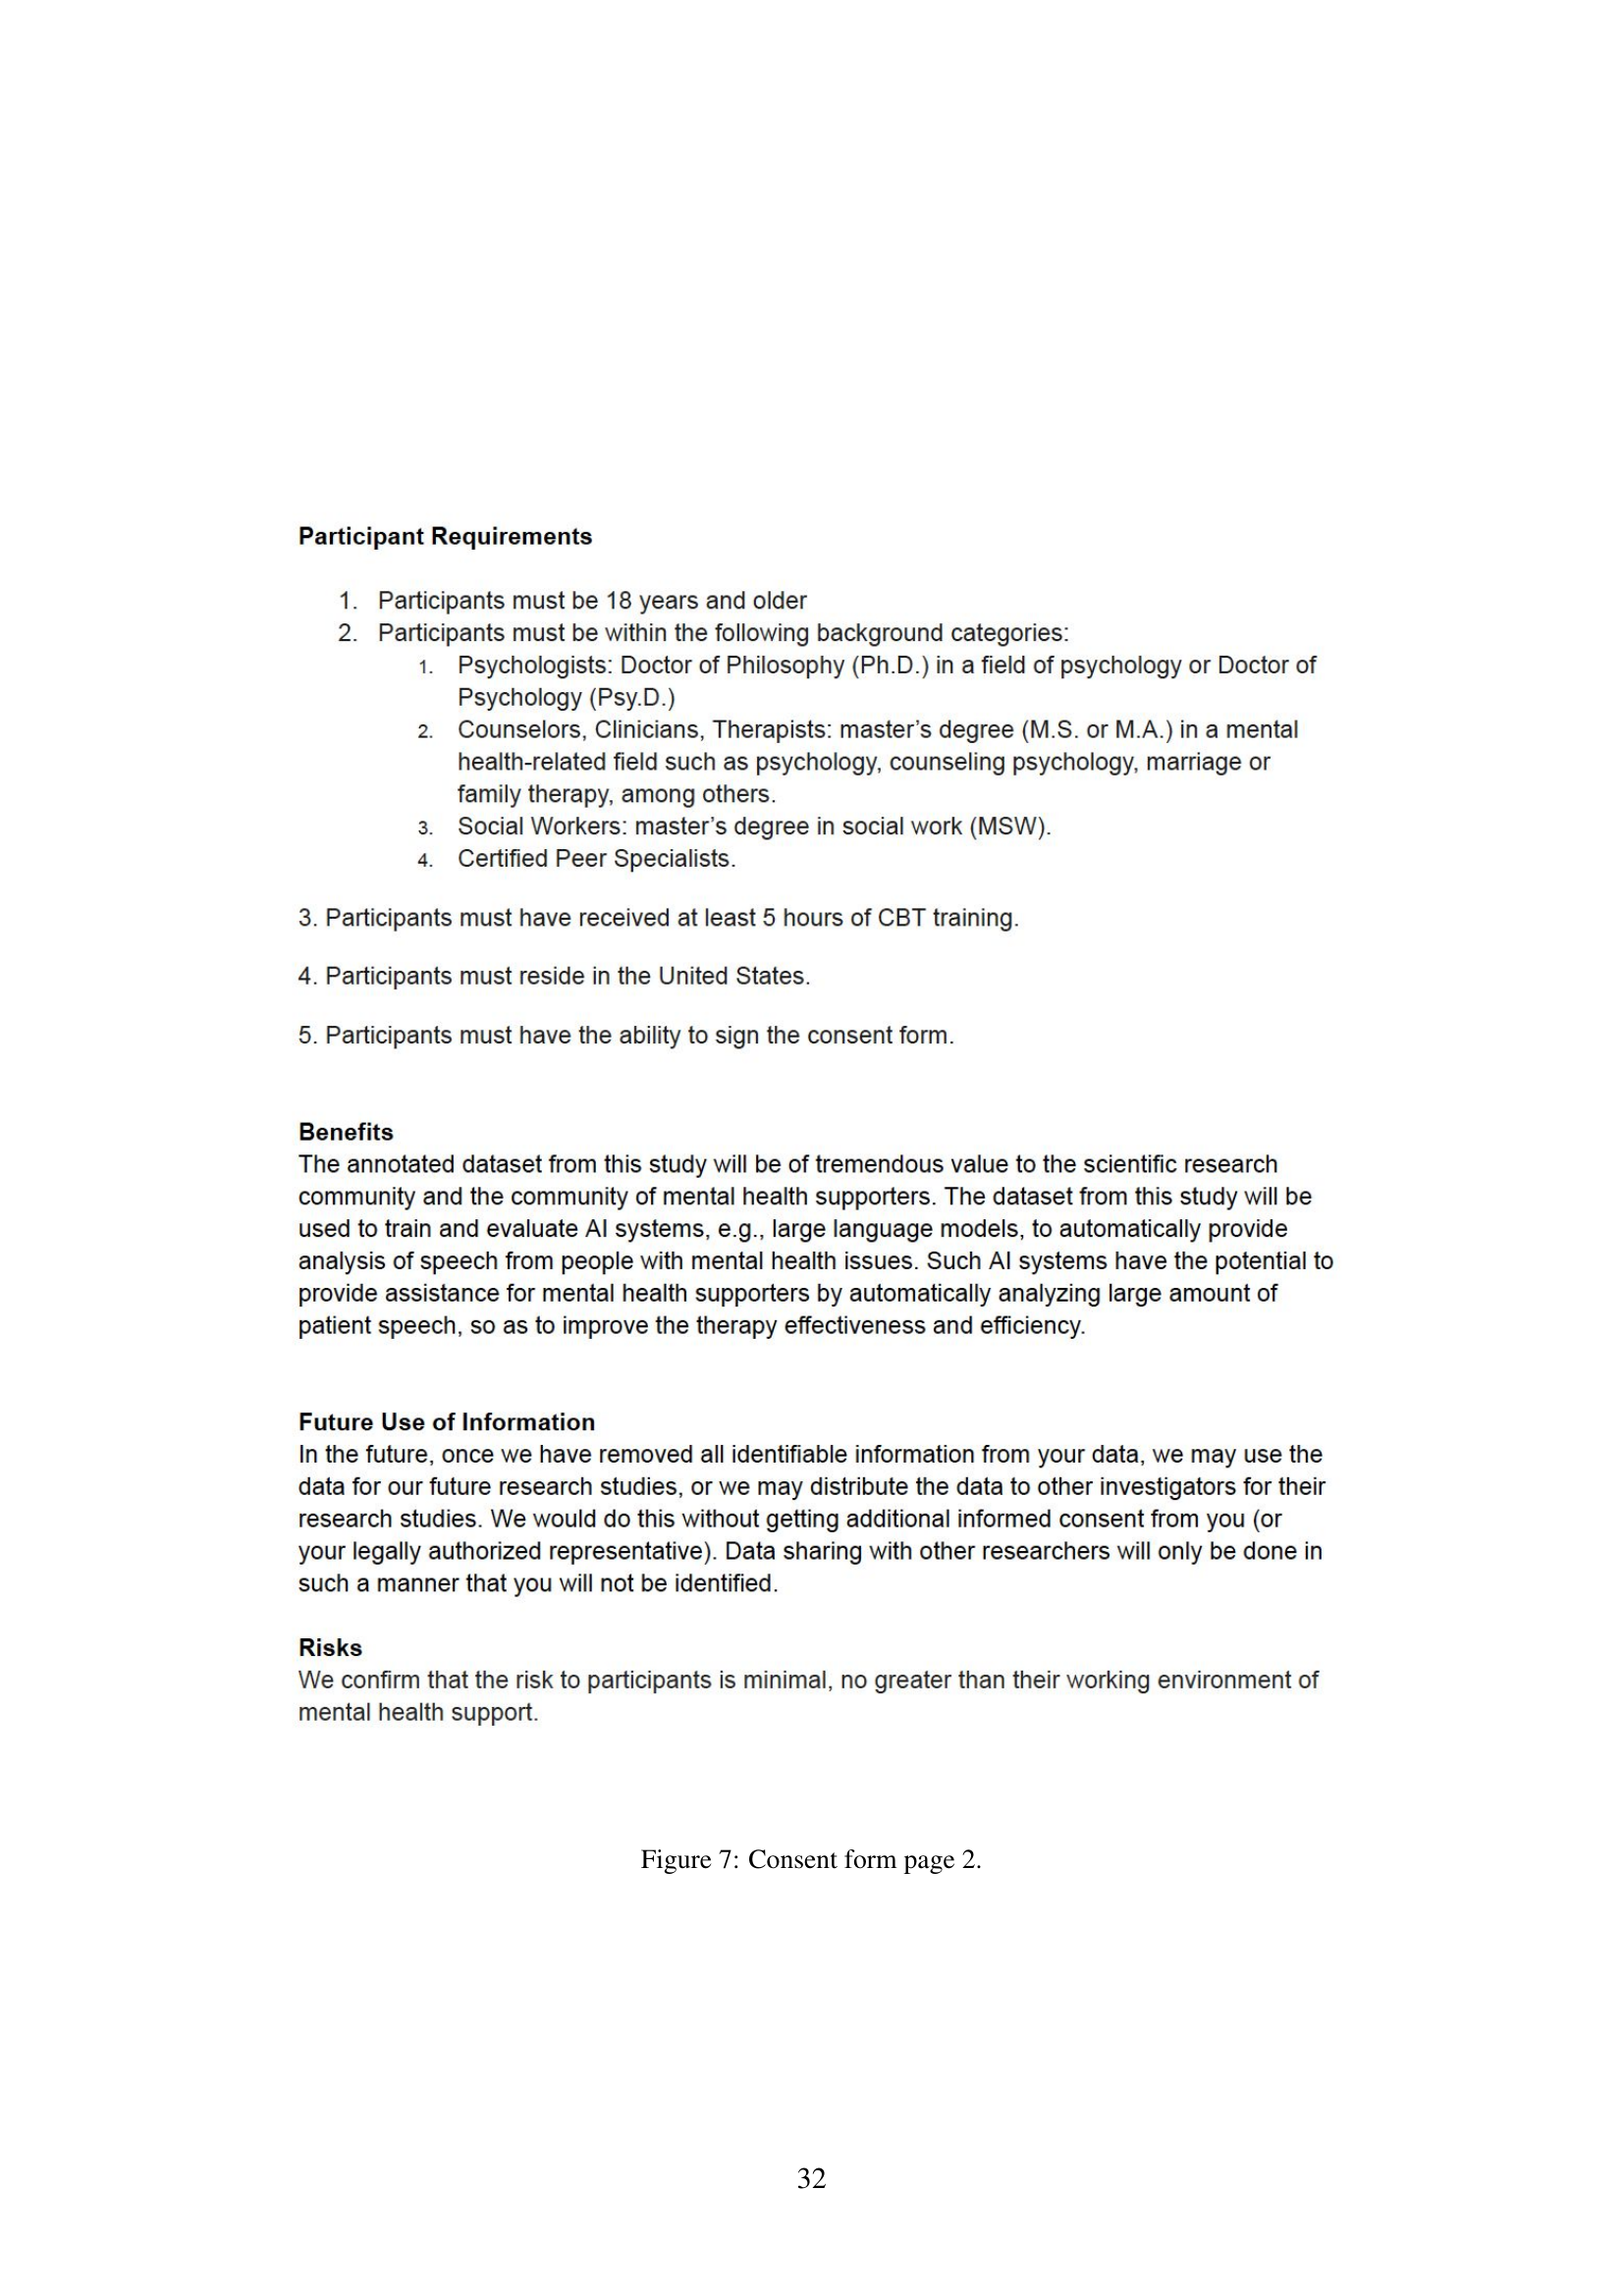 Participant Requirements
1. Participants must be 18 years and older
2. Participants must be within the following background categories:
1. Psychologists: Doctor of Philosophy (Ph.D.) in a field of psychology or Doctor of
Psychology (Psy.D.)
2. Counselors, Clinicians, Therapists: master's degree (M.S. or M.A.) in a mental
health-related field such as psychology, counseling psychology, marriage or
family therapy, among others.
3. Social Workers: master's degree in social work (MSW).
4. Certified Peer Specialists.
3. Participants must have received at least 5 hours of CBT training.
4. Participants must reside in the United States.
5. Participants must have the ability to sign the consent form.
Benefits
The annotated dataset from this study will be of tremendous value to the scientific research
community and the community of mental health supporters. The dataset from this study will be
used to train and evaluate AI systems, e.g., large language models, to automatically provide
analysis of speech from people with mental health issues. Such AI systems have the potential to
provide assistance for mental health supporters by automatically analyzing large amount of
patient speech, so as to improve the therapy effectiveness and efficiency.
Future Use of Information
In the future, once we have removed all identifiable information from your data, we may use the
data for our future research studies, or we may distribute the data to other investigators for their
research studies. We would do this without getting additional informed consent from you (or
your legally authorized representative). Data sharing with other researchers will only be done in
such a manner that you will not be identified.
Risks
We confirm that the risk to participants is minimal, no greater than their working environment of
mental health support.
Figure 7: Consent form page 2.
32